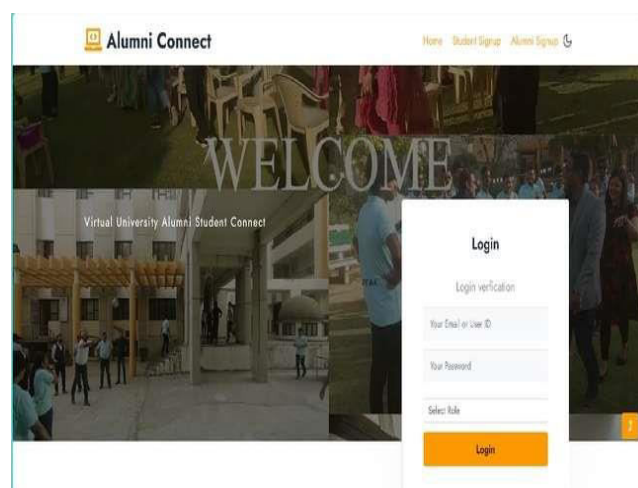 Alumni Connect
Home Student Signup Alumni Signup
WELCOME
Virtual University Alumni Student Connect
Login
Login verfication
Your Email or User ID
Your Password
Select Role
Login